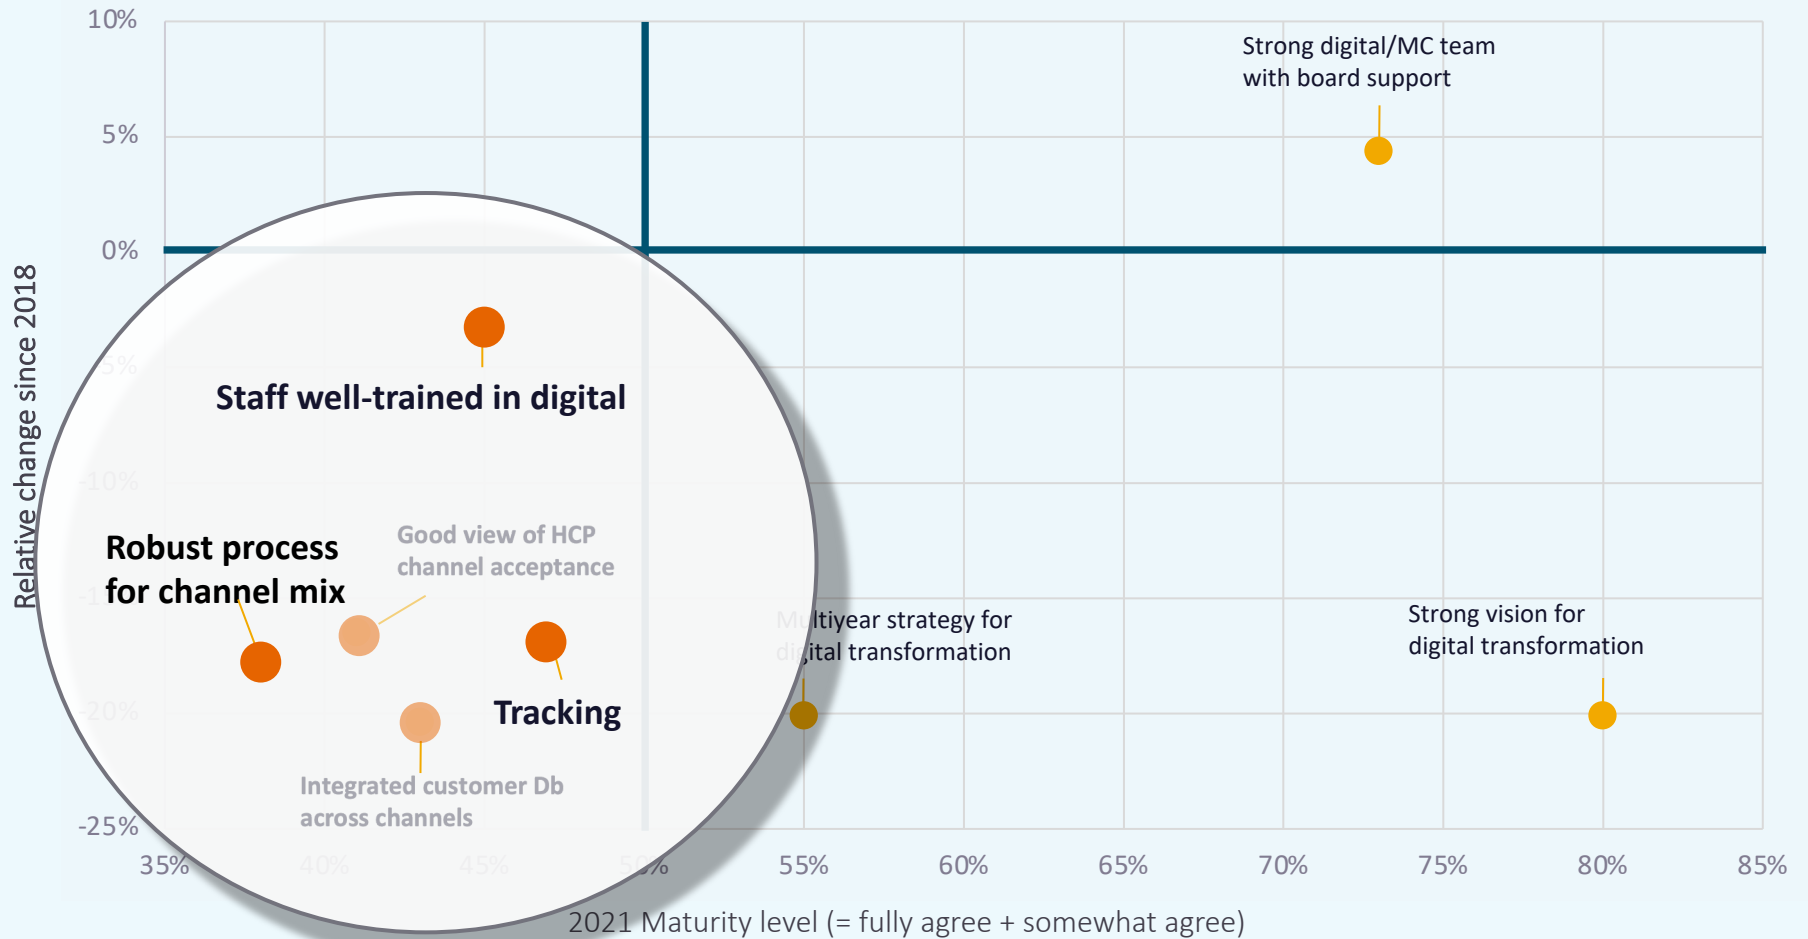 10%
5%
0%
-5%
-10%
-15%
-20%
-25%
Relative change since 2018
Strong digital/MC team
with board support
Staff well-trained in digital
Robust process
for channel mix
Good view of HCP
channel acceptance
Tracking
Integrated customer Db
across channels
Multiyear strategy for
digital transformation
Strong vision for
digital transformation
35% 40% 45% 50% 55% 60% 65% 70% 75% 80% 85%
2021 Maturity level (= fully agree + somewhat agree)